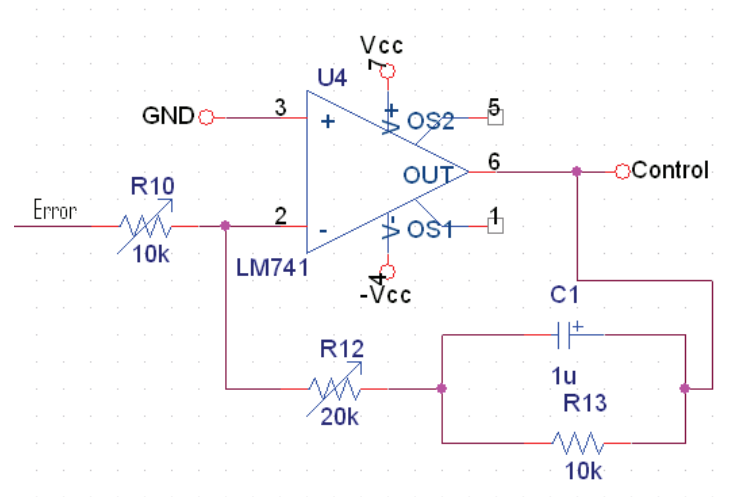 Vcc
7
U4
GND
3
+
V+
OS2
5
OUT
6
Control
Error
R10
10k
2
-
V-
OS1
1
LM741
4
-Vcc
C1
+
1u
R12
20k
R13
10k